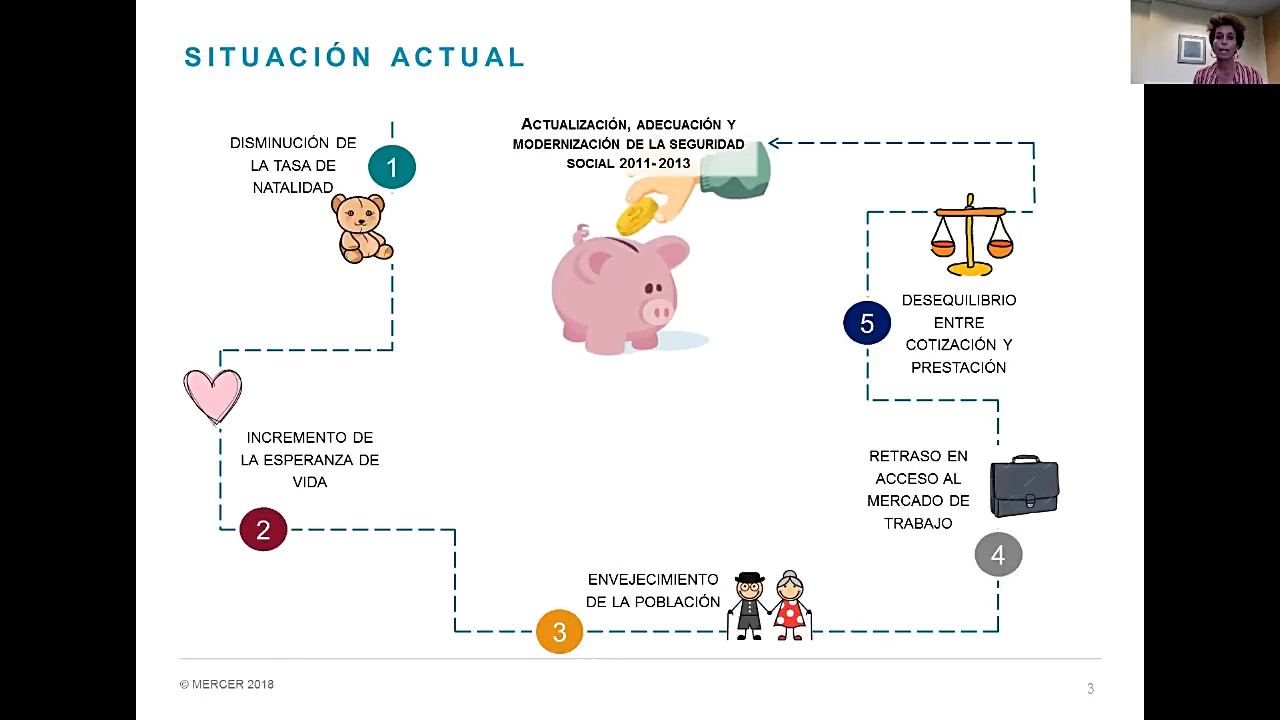 SITUACIÓN ACTUAL
DISMINUCIÓN DE
LA TASA DE
NATALIDAD
1
INCREMENTO DE
LA ESPERANZA DE
VIDA
2
ENVEJECIMIENTO
DE LA POBLACIÓN
3
RETRASO EN
ACCESO AL
MERCADO DE
TRABAJO
4
5
DESEQUILIBRIO
ENTRE
COTIZACIÓN Y
PRESTACIÓN
ACTUALIZACIÓN, ADECUACIÓN Y
MODERNIZACIÓN DE LA SEGURIDAD
SOCIAL 2011-2013
© MERCER 2018
3